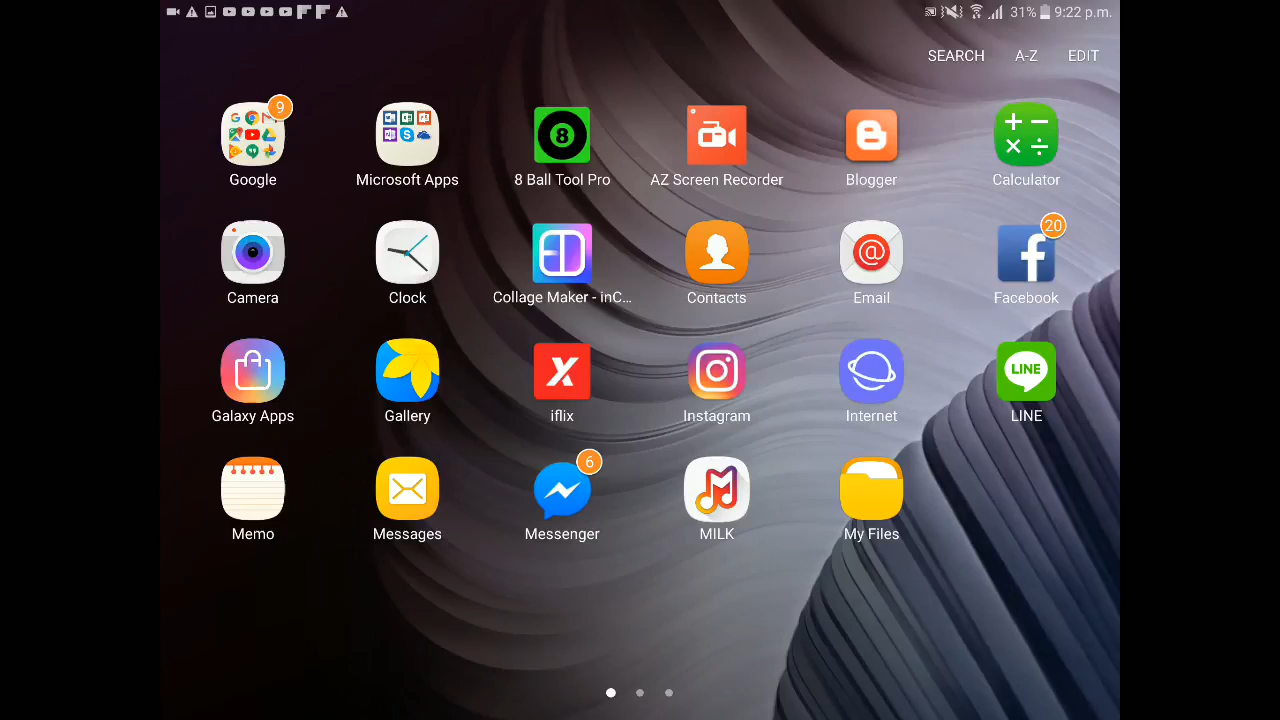 31% 9:22 p.m.
SEARCH A-Z EDIT
9
Google Microsoft Apps 8 Ball Tool Pro AZ Screen Recorder Blogger Calculator
20
Camera Clock Collage Maker - inC... Contacts Email Facebook
LINE
Galaxy Apps Gallery iflix Instagram Internet LINE
6
Memo Messages Messenger MILK My Files